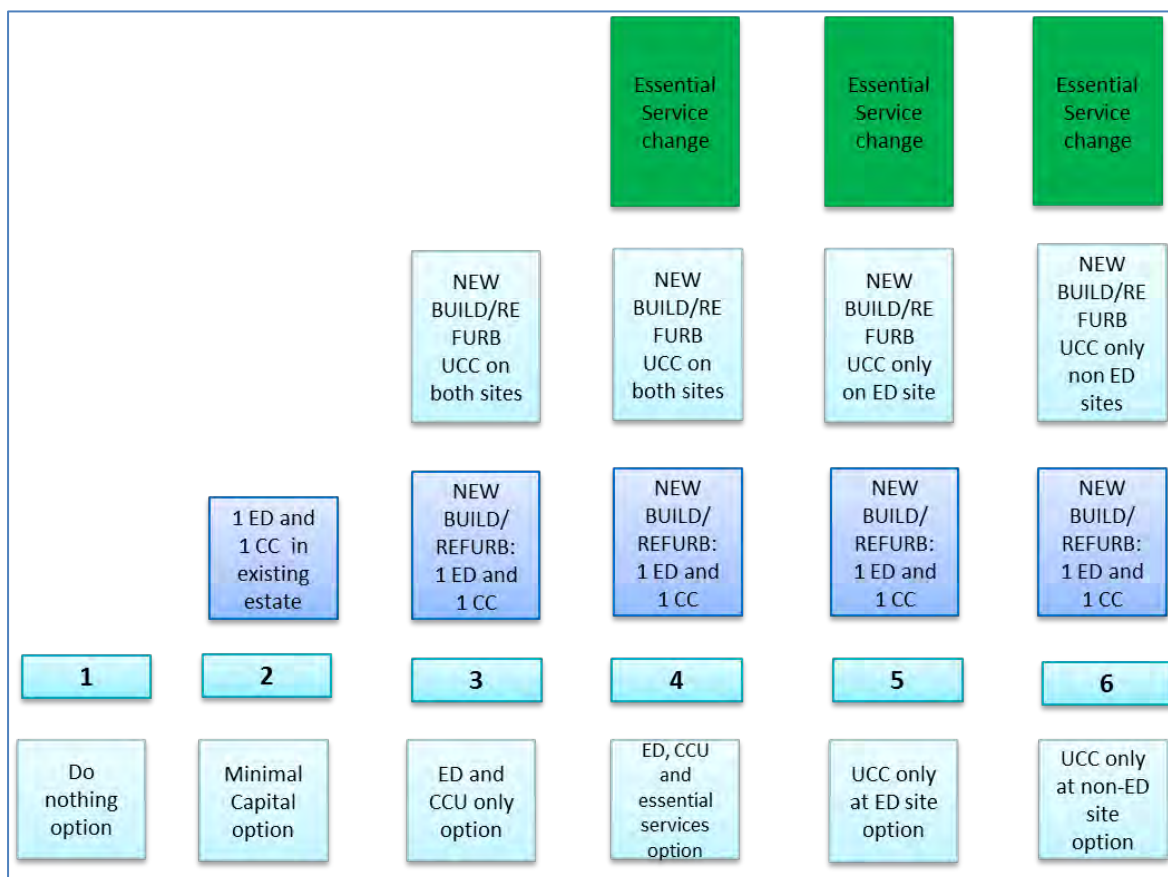 Essential
Service
change
Essential
Service
change
Essential
Service
change
NEW
BUILD/RE
FURB
UCC on
both sites
NEW
BUILD/RE
FURB
UCC on
both sites
NEW
BUILD/RE
FURB
UCC only
on ED site
NEW
BUILD/RE
FURB
UCC only
non ED
sites
1 ED and
1 CC in
existing
estate
NEW
BUILD/
REFURB:
1 ED and
1 CC
NEW
BUILD/
REFURB:
1 ED and
1 CC
NEW
BUILD/
REFURB:
1 ED and
1 CC
NEW
BUILD/
REFURB:
1 ED and
1 CC
1
2
3
4
5
6
Do
nothing
option
Minimal
Capital
option
ED and
CCU only
option
ED, CCU
and
essential
services
option
UCC only
at ED site
option
UCC only
at non-ED
site
option